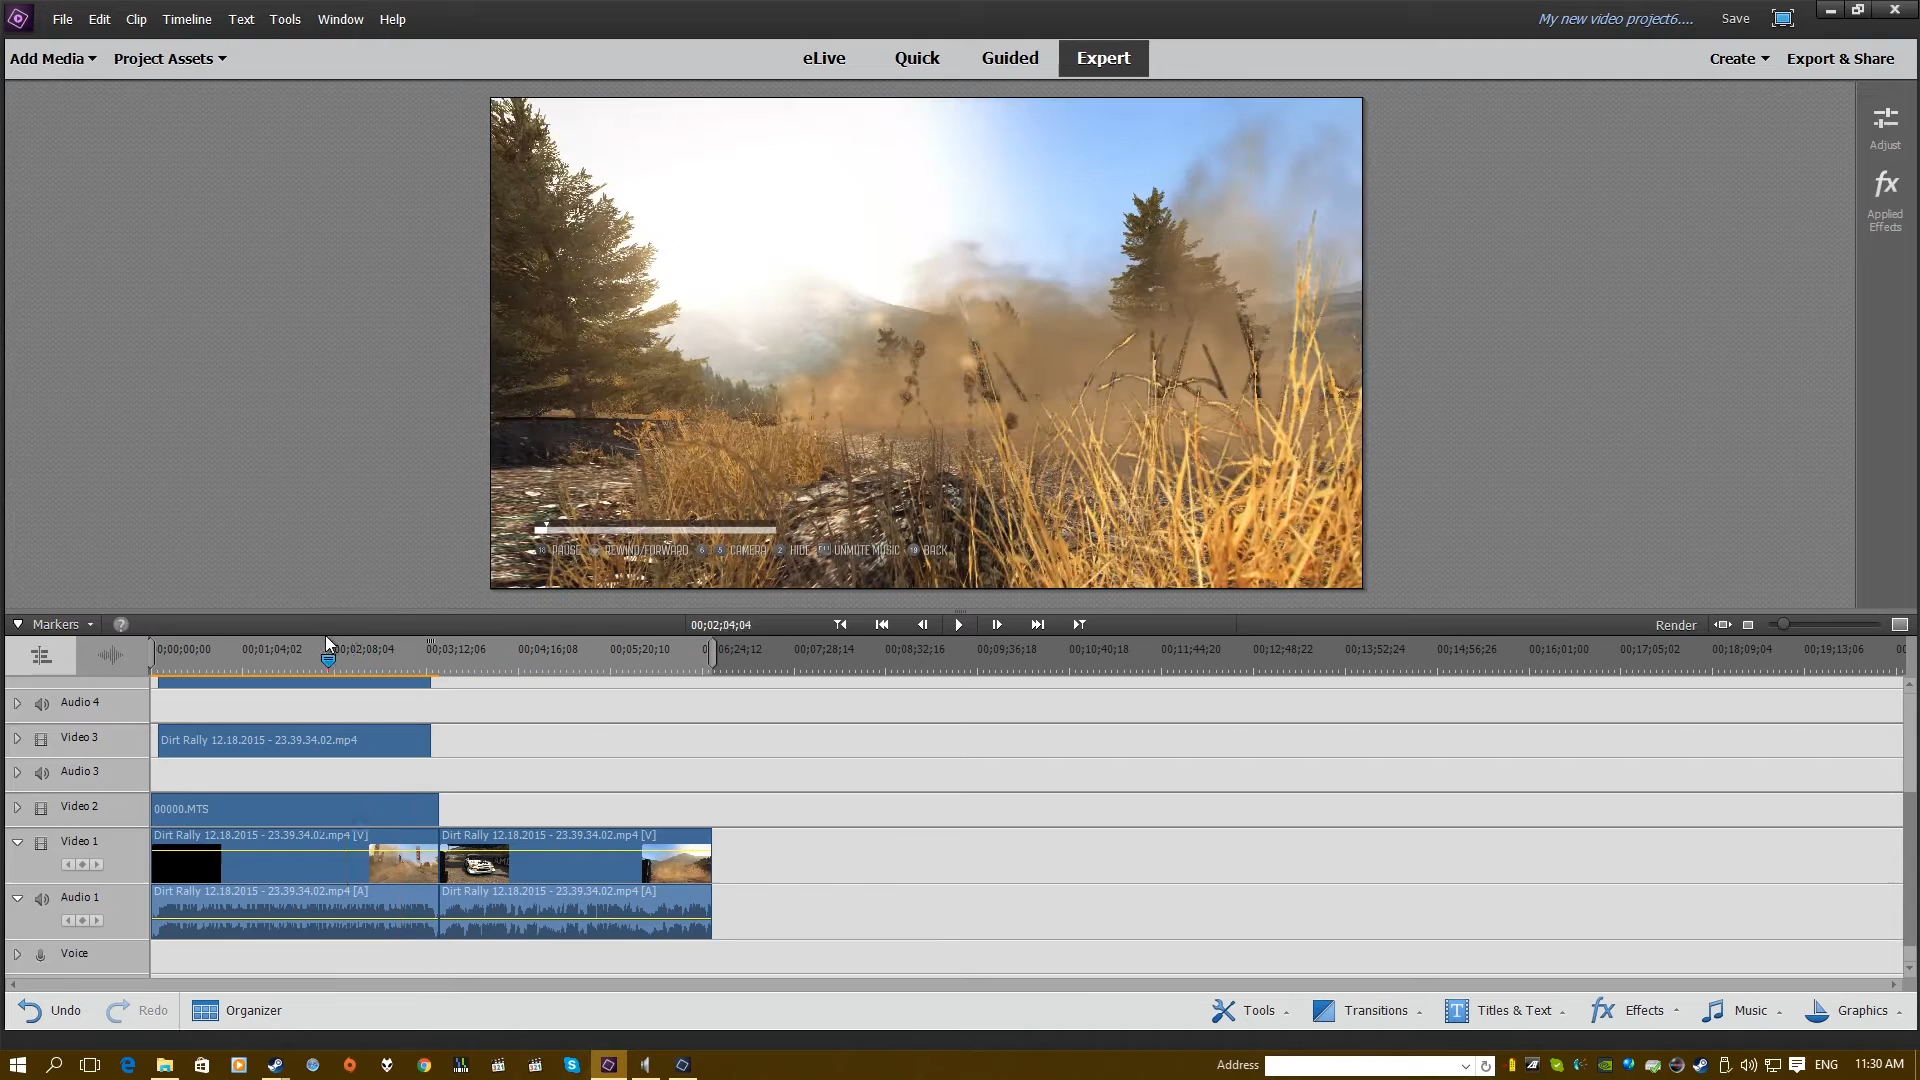 File Edit Clip Timeline Text Tools Window Help
My new video project6.... Save
Add Media Project Assets
eLive Quick Guided Expert
Create Export & Share
Adjust
fx
Applied
Effects
PAUSE REWIND/FORWARD 6 5 CAMERA 2 HIDE UNMUTE MUSIC BACK
Markers ? 00;02;04;04 Render
0;00;00;00 00;01;04;02 00;02;08;04 00;03;12;06 00;04;16;08 00;05;20;10 06;24;12 00;07;28;14 00;08;32;16 00;09;36;18 00;10;40;18 00;11;44;20 00;12;48;22 00;13;52;24 00;14;56;26 00;16;01;00 00;17;05;02 00;18;09;04 00;19;13;06 00
Audio 4
Video 3
Dirt Rally 12.18.2015 - 23.39.34.02.mp4
Audio 3
Video 2
00000.MTS
Video 1
Dirt Rally 12.18.2015 - 23.39.34.02.mp4 [V] Dirt Rally 12.18.2015 - 23.39.34.02.mp4 [V]
Audio 1
Dirt Rally 12.18.2015 - 23.39.34.02.mp4 [A] Dirt Rally 12.18.2015 - 23.39.34.02.mp4 [A]
Voice
Undo Redo Organizer
Tools Transitions T Titles & Text fx Effects Music Graphics
Address ENG 11:30 AM